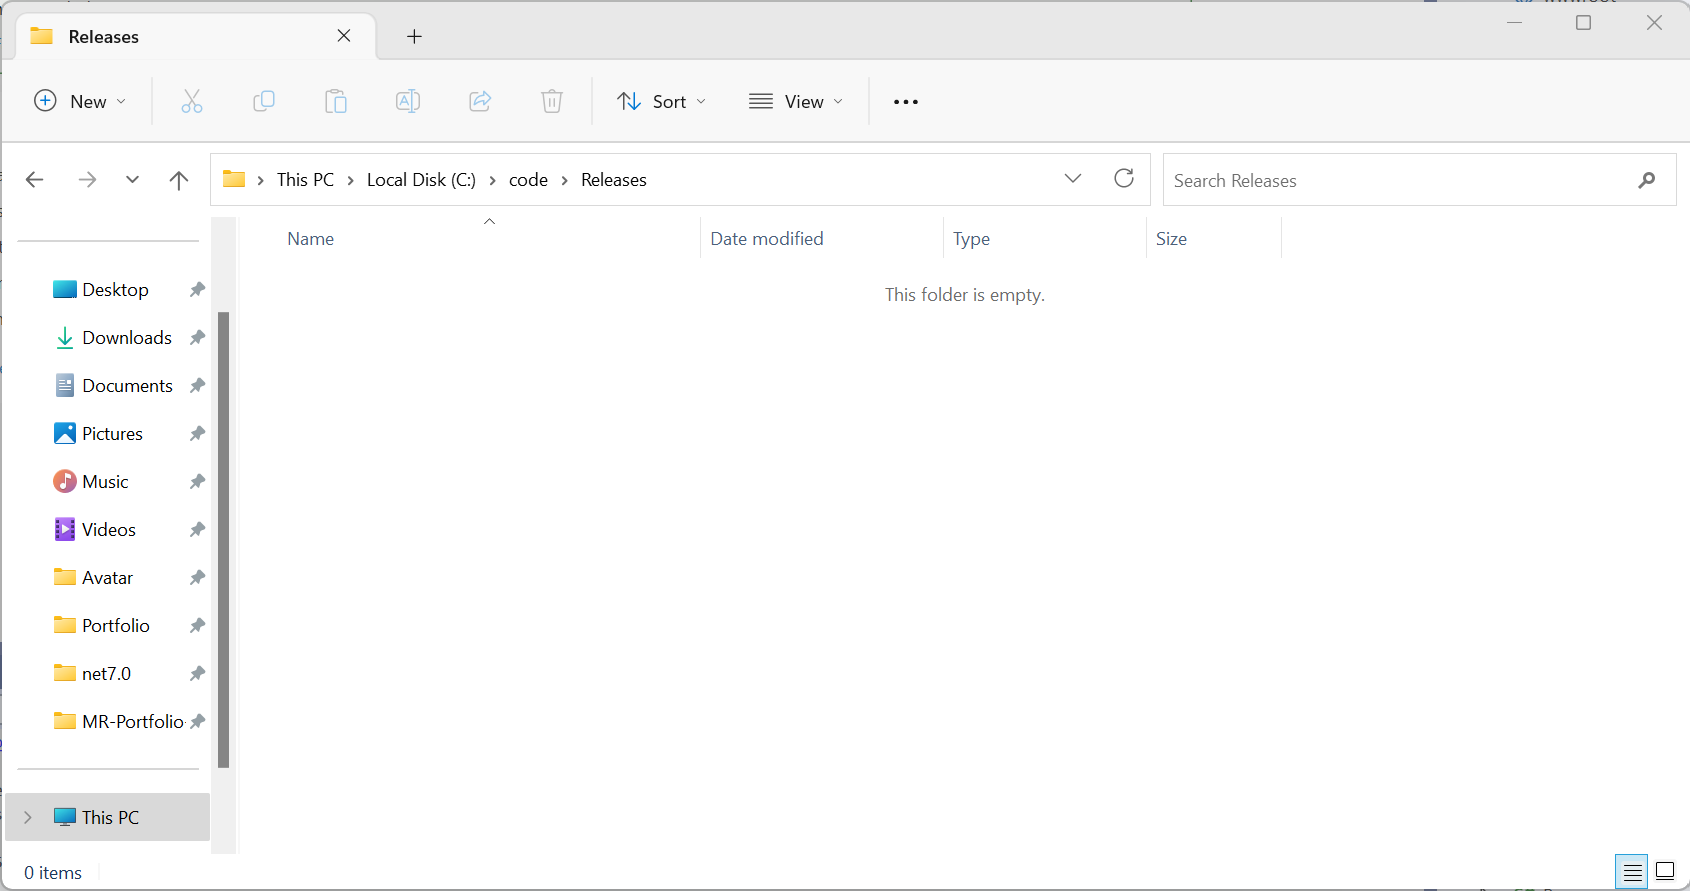 Releases
New
Sort
View
This PC
Local Disk (C:)
code
Releases
Search Releases
Name
Date modified
Type
Size
This folder is empty.
Desktop
Downloads
Documents
Pictures
Music
Videos
Avatar
Portfolio
net7.0
MR-Portfolio-
This PC
0 items